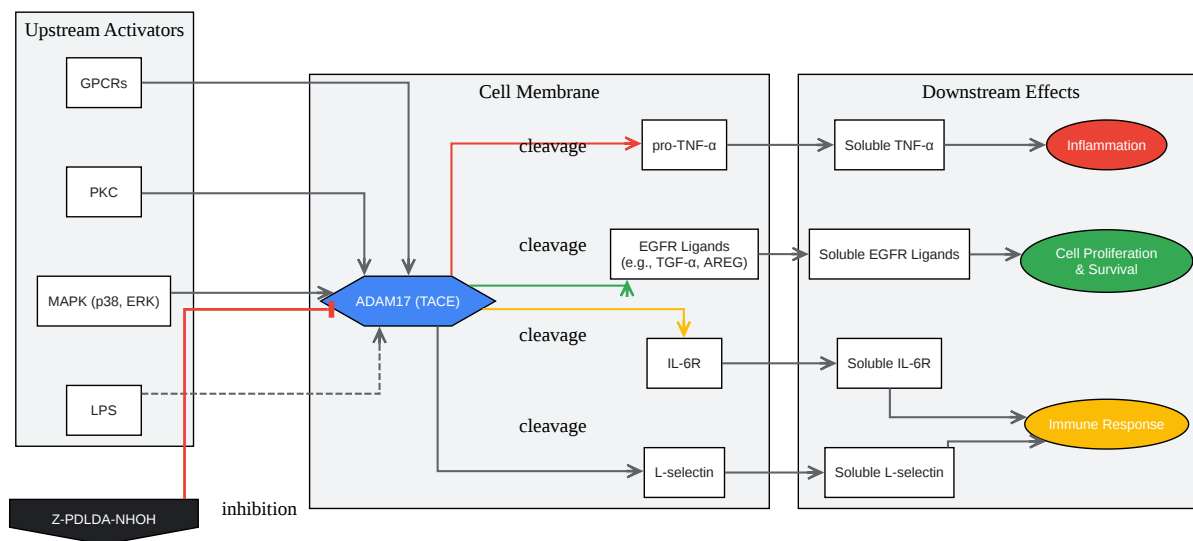 Upstream Activators
GPCRs
PKC
MAPK (p38, ERK)
LPS
Z-PDLDA-NHOH
inhibition
Cell Membrane
ADAM17 (TACE)
cleavage
pro-TNF-α
cleavage
EGFR Ligands
(e.g., TGF-α, AREG)
cleavage
IL-6R
cleavage
L-selectin
Downstream Effects
Soluble TNF-α
Inflammation
Soluble EGFR Ligands
Cell Proliferation
& Survival
Soluble IL-6R
Immune Response
Soluble L-selectin